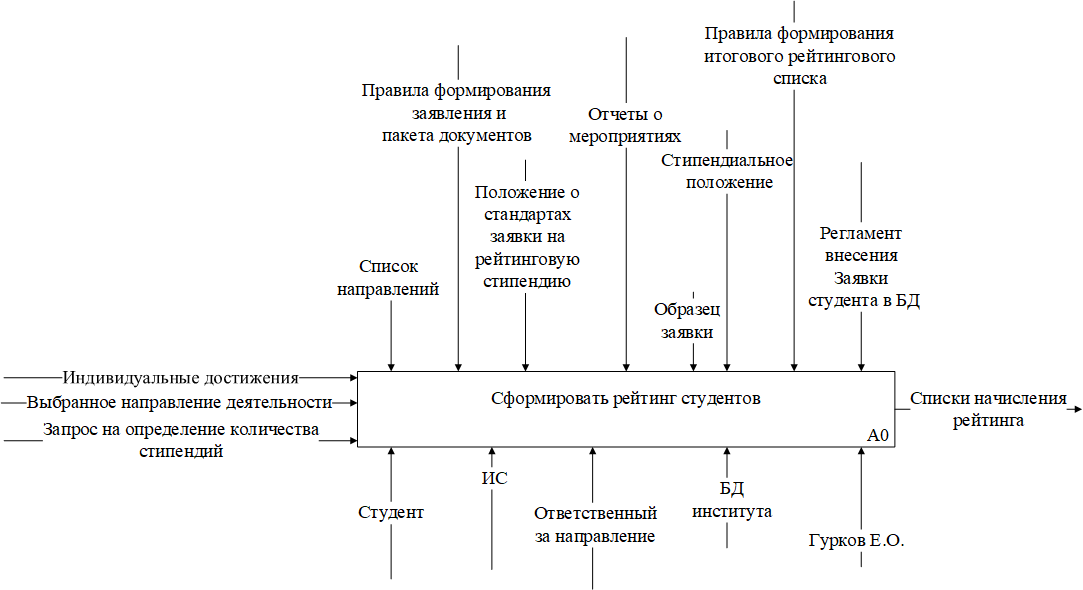 Правила формирования
итогового рейтингового
списка
Правила формирования
заявления и
пакета документов
Отчеты о
мероприятиях
Стипендиальное
положение
Положение о
стандартах
заявки на
рейтинговую
стипендию
Регламент
внесения
Заявки
студента в БД
Список
направлений
Образец
заявки
Индивидуальные достижения
Выбранное направление деятельности
Запрос на определение количества
стипендий
Сформировать рейтинг студентов
A0
Списки начисления
рейтинга
Студент
ИС
Ответственный
за направление
БД
института
Гурков Е.О.